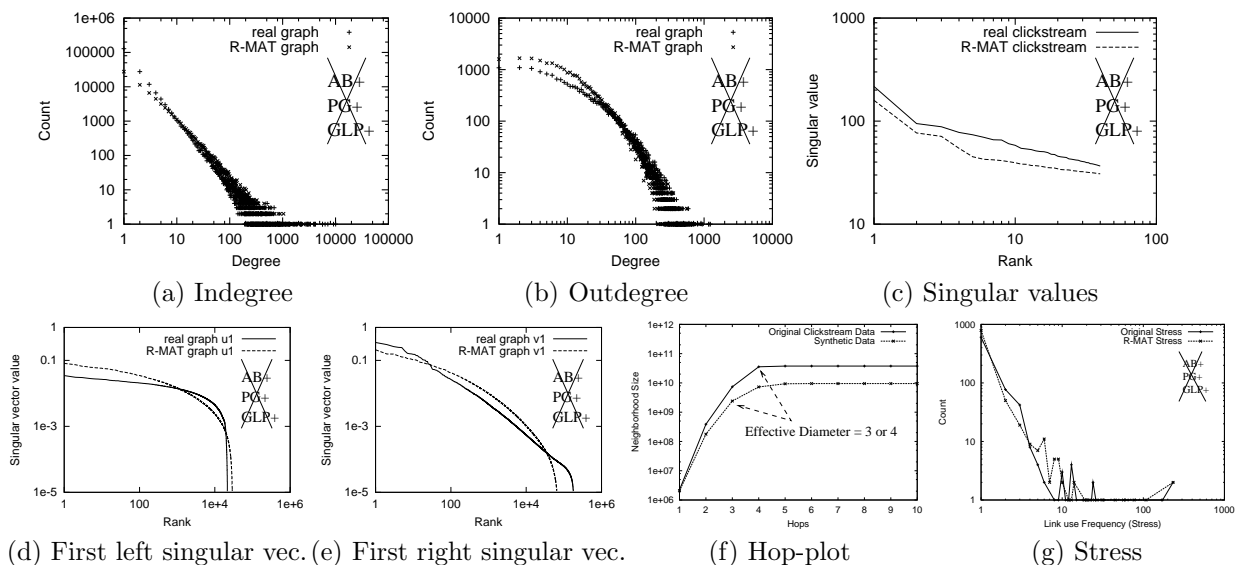 1e+06
100000
10000
1000
100
10
1
1
10
100
1000
10000
100000
Count
Degree
real graph
R-MAT graph
AB+
PG+
GLP+
(a) Indegree
10000
1000
100
10
1
1
10
100
1000
10000
Count
Degree
real graph
R-MAT graph
AB+
PG+
GLP+
(b) Outdegree
1000
100
10
1
10
100
Singular value
Rank
real clickstream
R-MAT clickstream
AB+
PG+
GLP+
(c) Singular values
1
0.1
1e-3
1e-5
1
100
1e+4
1e+6
Singular vector value
Rank
real graph u1
R-MAT graph u1
AB+
PG+
GLP+
(d) First left singular vec.
1
0.1
1e-3
1e-5
1
100
1e+4
1e+6
Singular vector value
Rank
real graph v1
R-MAT graph v1
AB+
PG+
GLP+
(e) First right singular vec.
1e+12
1e+11
1e+10
1e+09
1e+08
1e+07
1e+06
1
2
3
4
5
6
7
8
9
10
Neighborhood Size
Hops
Original Clickstream Data
Synthetic Data
Effective Diameter = 3 or 4
(f) Hop-plot
1000
100
10
1
1
10
100
1000
Count
Link use Frequency (Stress)
Original Stress
R-MAT Stress
AB+
PG+
GLP+
(g) Stress